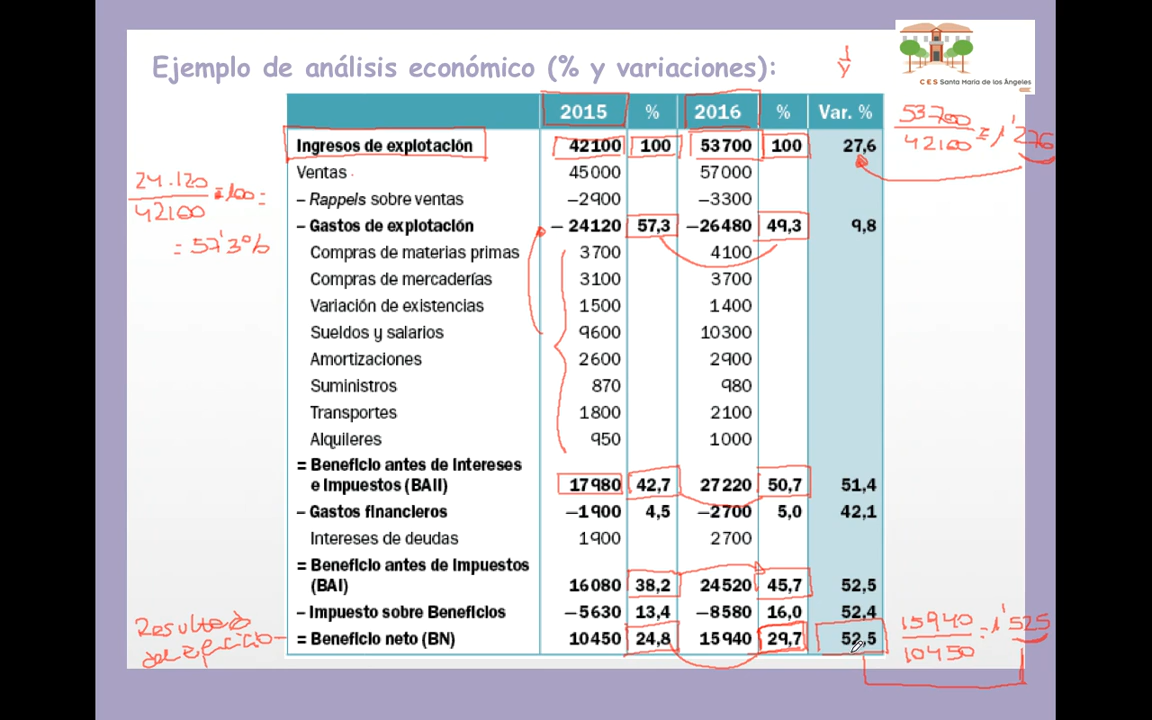 Ejemplo de análisis económico (% y variaciones):
CES Santa María de los Ángeles
2015 % 2016 % Var. %
Ingresos de explotación 42100 100 53700 100 27,6
Ventas 45000 57000
– Rappels sobre ventas –2900 –3300
– Gastos de explotación – 24120 57,3 –26480 49,3 9,8
Compras de materias primas 3700 4100
Compras de mercaderías 3100 3700
Variación de existencias 1500 1400
Sueldos y salarios 9600 10300
Amortizaciones 2600 2900
Suministros 870 980
Transportes 1800 2100
Alquileres 950 1000
= Beneficio antes de Intereses
e Impuestos (BAII) 17980 42,7 27220 50,7 51,4
– Gastos financieros –1900 4,5 –2700 5,0 42,1
Intereses de deudas 1900 2700
= Beneficio antes de Impuestos
(BAI) 16080 38,2 24520 45,7 52,5
– Impuesto sobre Beneficios –5630 13,4 –8580 16,0 52,4
= Beneficio neto (BN) 10450 24,8 15940 29,7 52,5
53700
42100
= 1'276
24.120
42100
· 100 =
= 57'3%
Resultado
del ejercicio
15940
10450
= 1'525